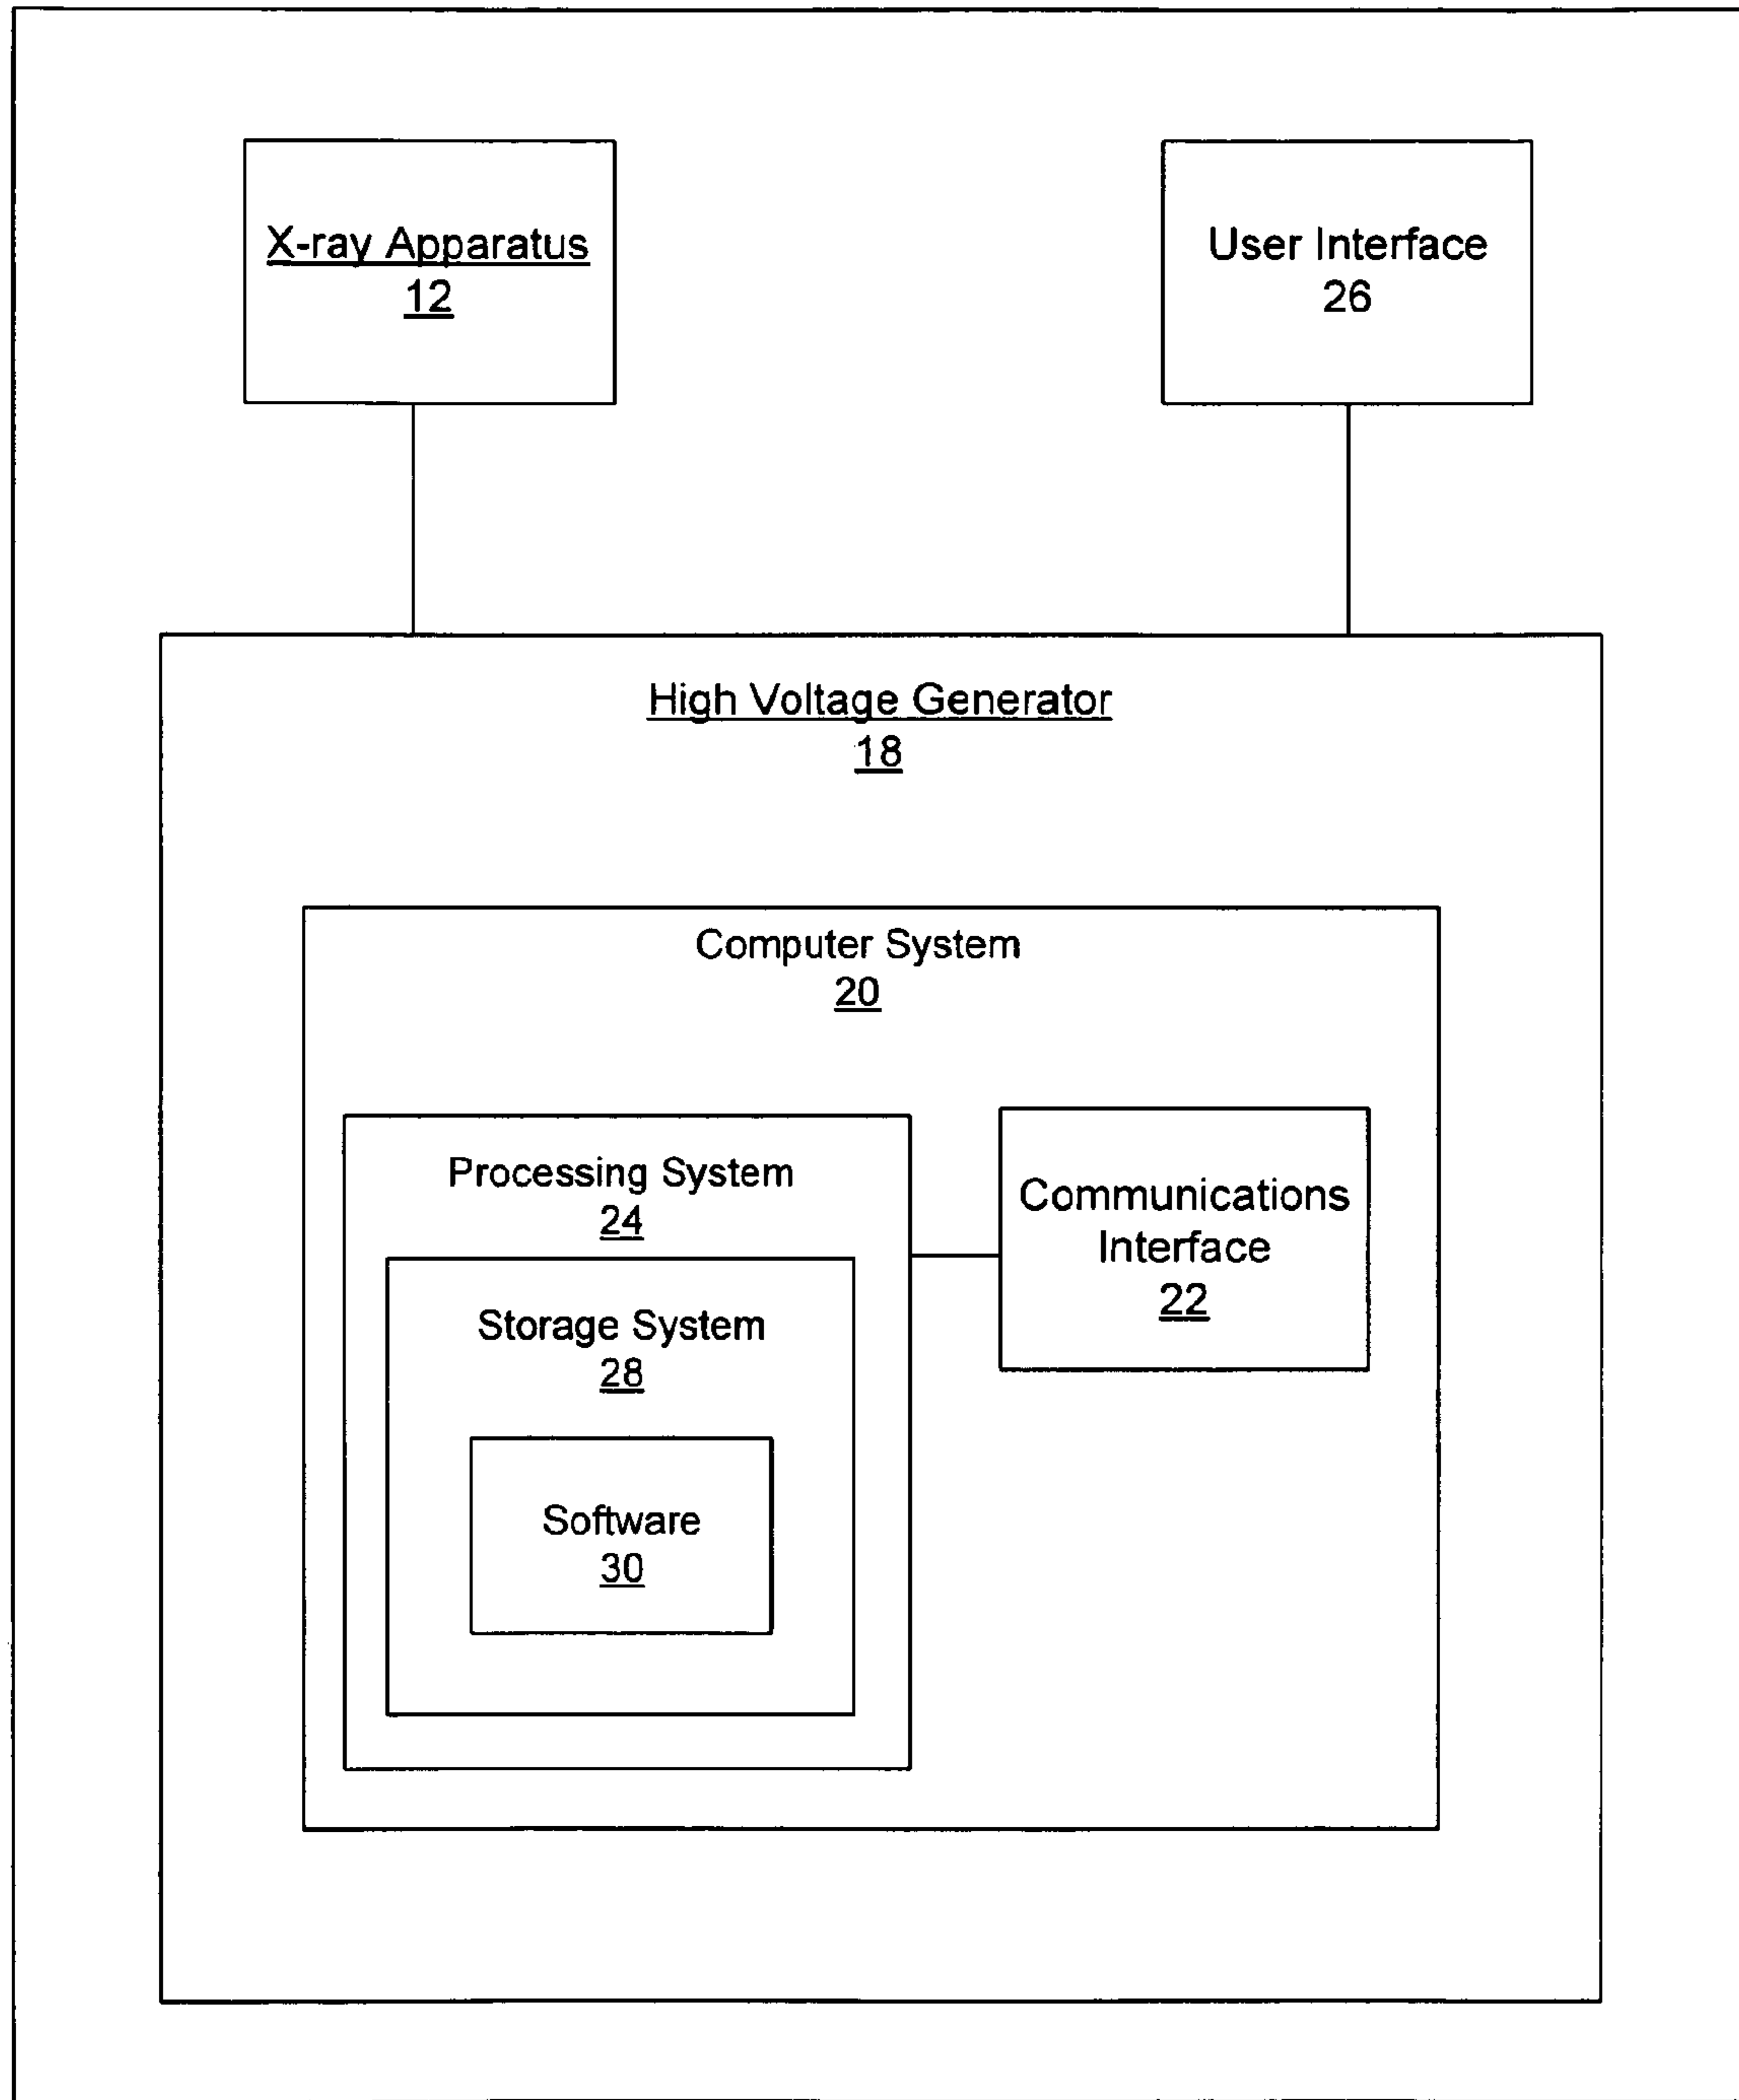 X-ray Apparatus
12
User Interface
26
High Voltage Generator
18
Computer System
20
Processing System
24
Communications
Interface
22
Storage System
28
Software
30